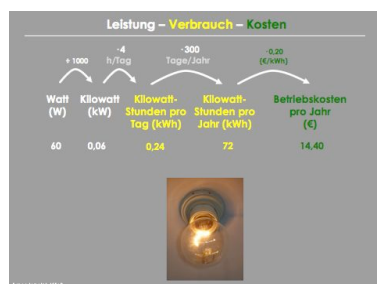 Leistung – Verbrauch – Kosten
÷ 1000
·4
h/Tag
·300
Tage/Jahr
·0,20
(€/kWh)
Watt
(W)
Kilowatt
(kW)
Kilowatt-
Stunden pro
Tag (kWh)
Kilowatt-
Stunden pro
Jahr (kWh)
Betriebskosten
pro Jahr
(€)
60
0,06
0,24
72
14,40